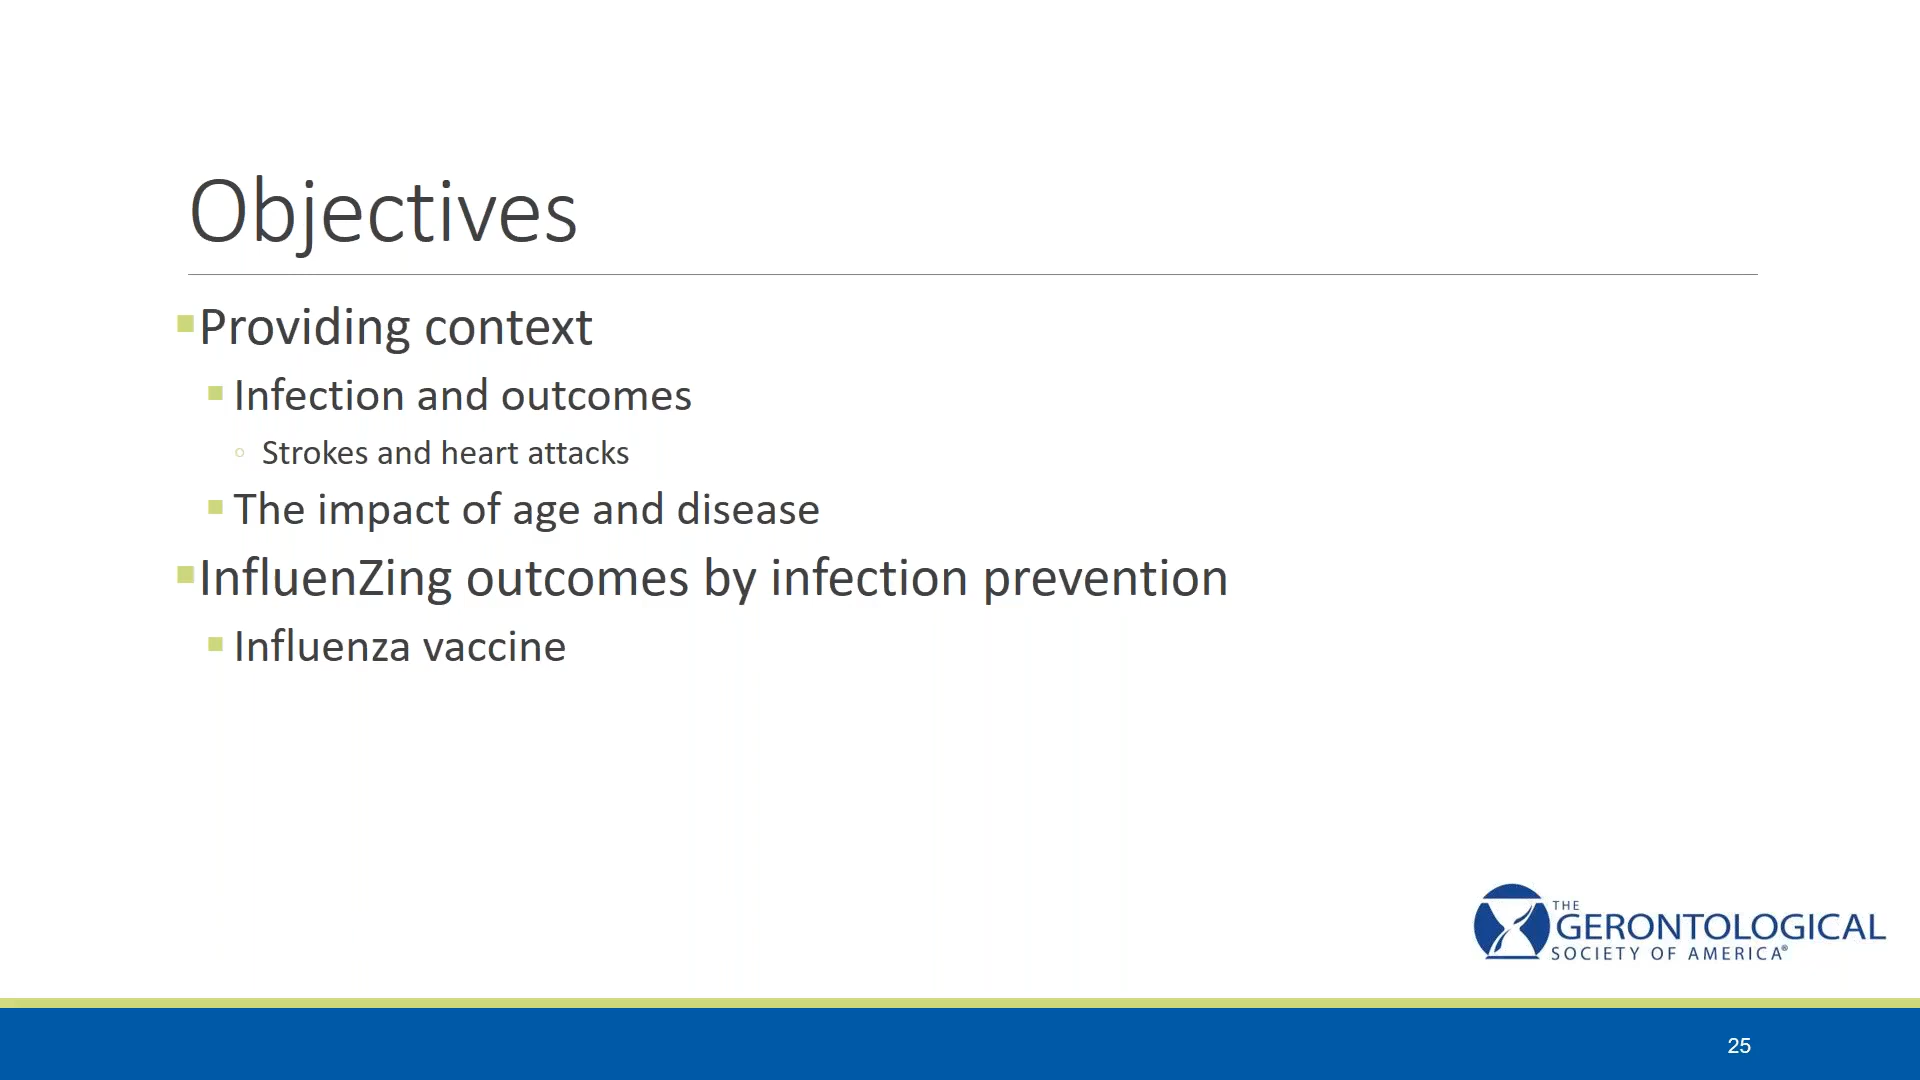 Objectives
Providing context
Infection and outcomes
Strokes and heart attacks
The impact of age and disease
InfluenZing outcomes by infection prevention
Influenza vaccine
THE
GERONTOLOGICAL
SOCIETY OF AMERICA®
25